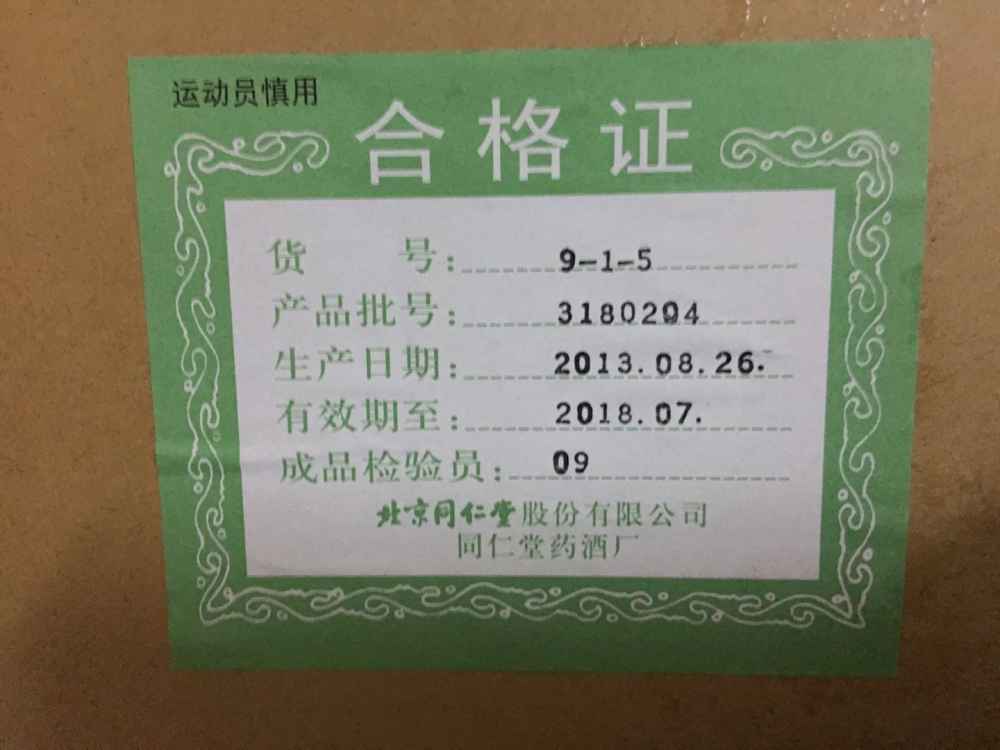 运动员慎用
合格证
货号：9-1-5
产品批号：3180204
生产日期：2013.08.26.
有效期至：2018.07.
成品检验员：09
北京同仁堂股份有限公司
同仁堂药酒厂